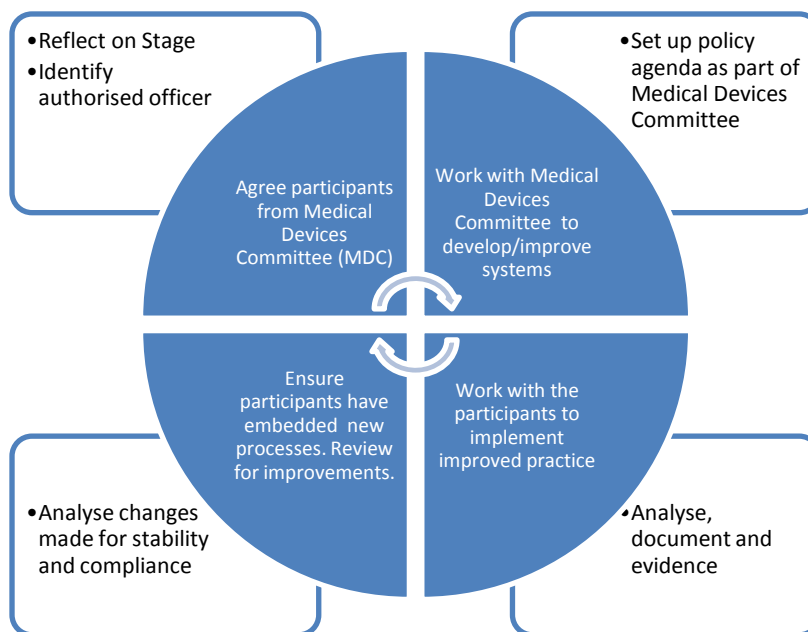 •Reflect on Stage
•Identify
authorised officer
•Set up policy
agenda as part of
Medical Devices
Committee
Agree participants
from Medical
Devices
Committee (MDC)
Work with Medical
Devices
Committee to
develop/improve
systems
Ensure
participants have
embedded new
processes. Review
for improvements.
Work with the
participants to
implement
improved practice
•Analyse changes
made for stability
and compliance
•Analyse,
document and
evidence